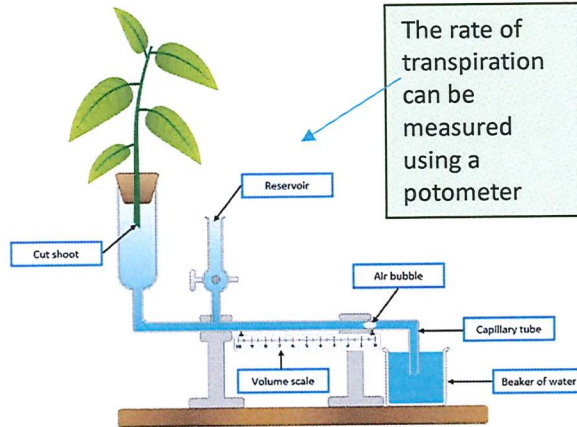 The rate of
transpiration
can be
measured
using a
potometer
Reservoir
Cut shoot
Air bubble
Capillary tube
Volume scale
Beaker of water